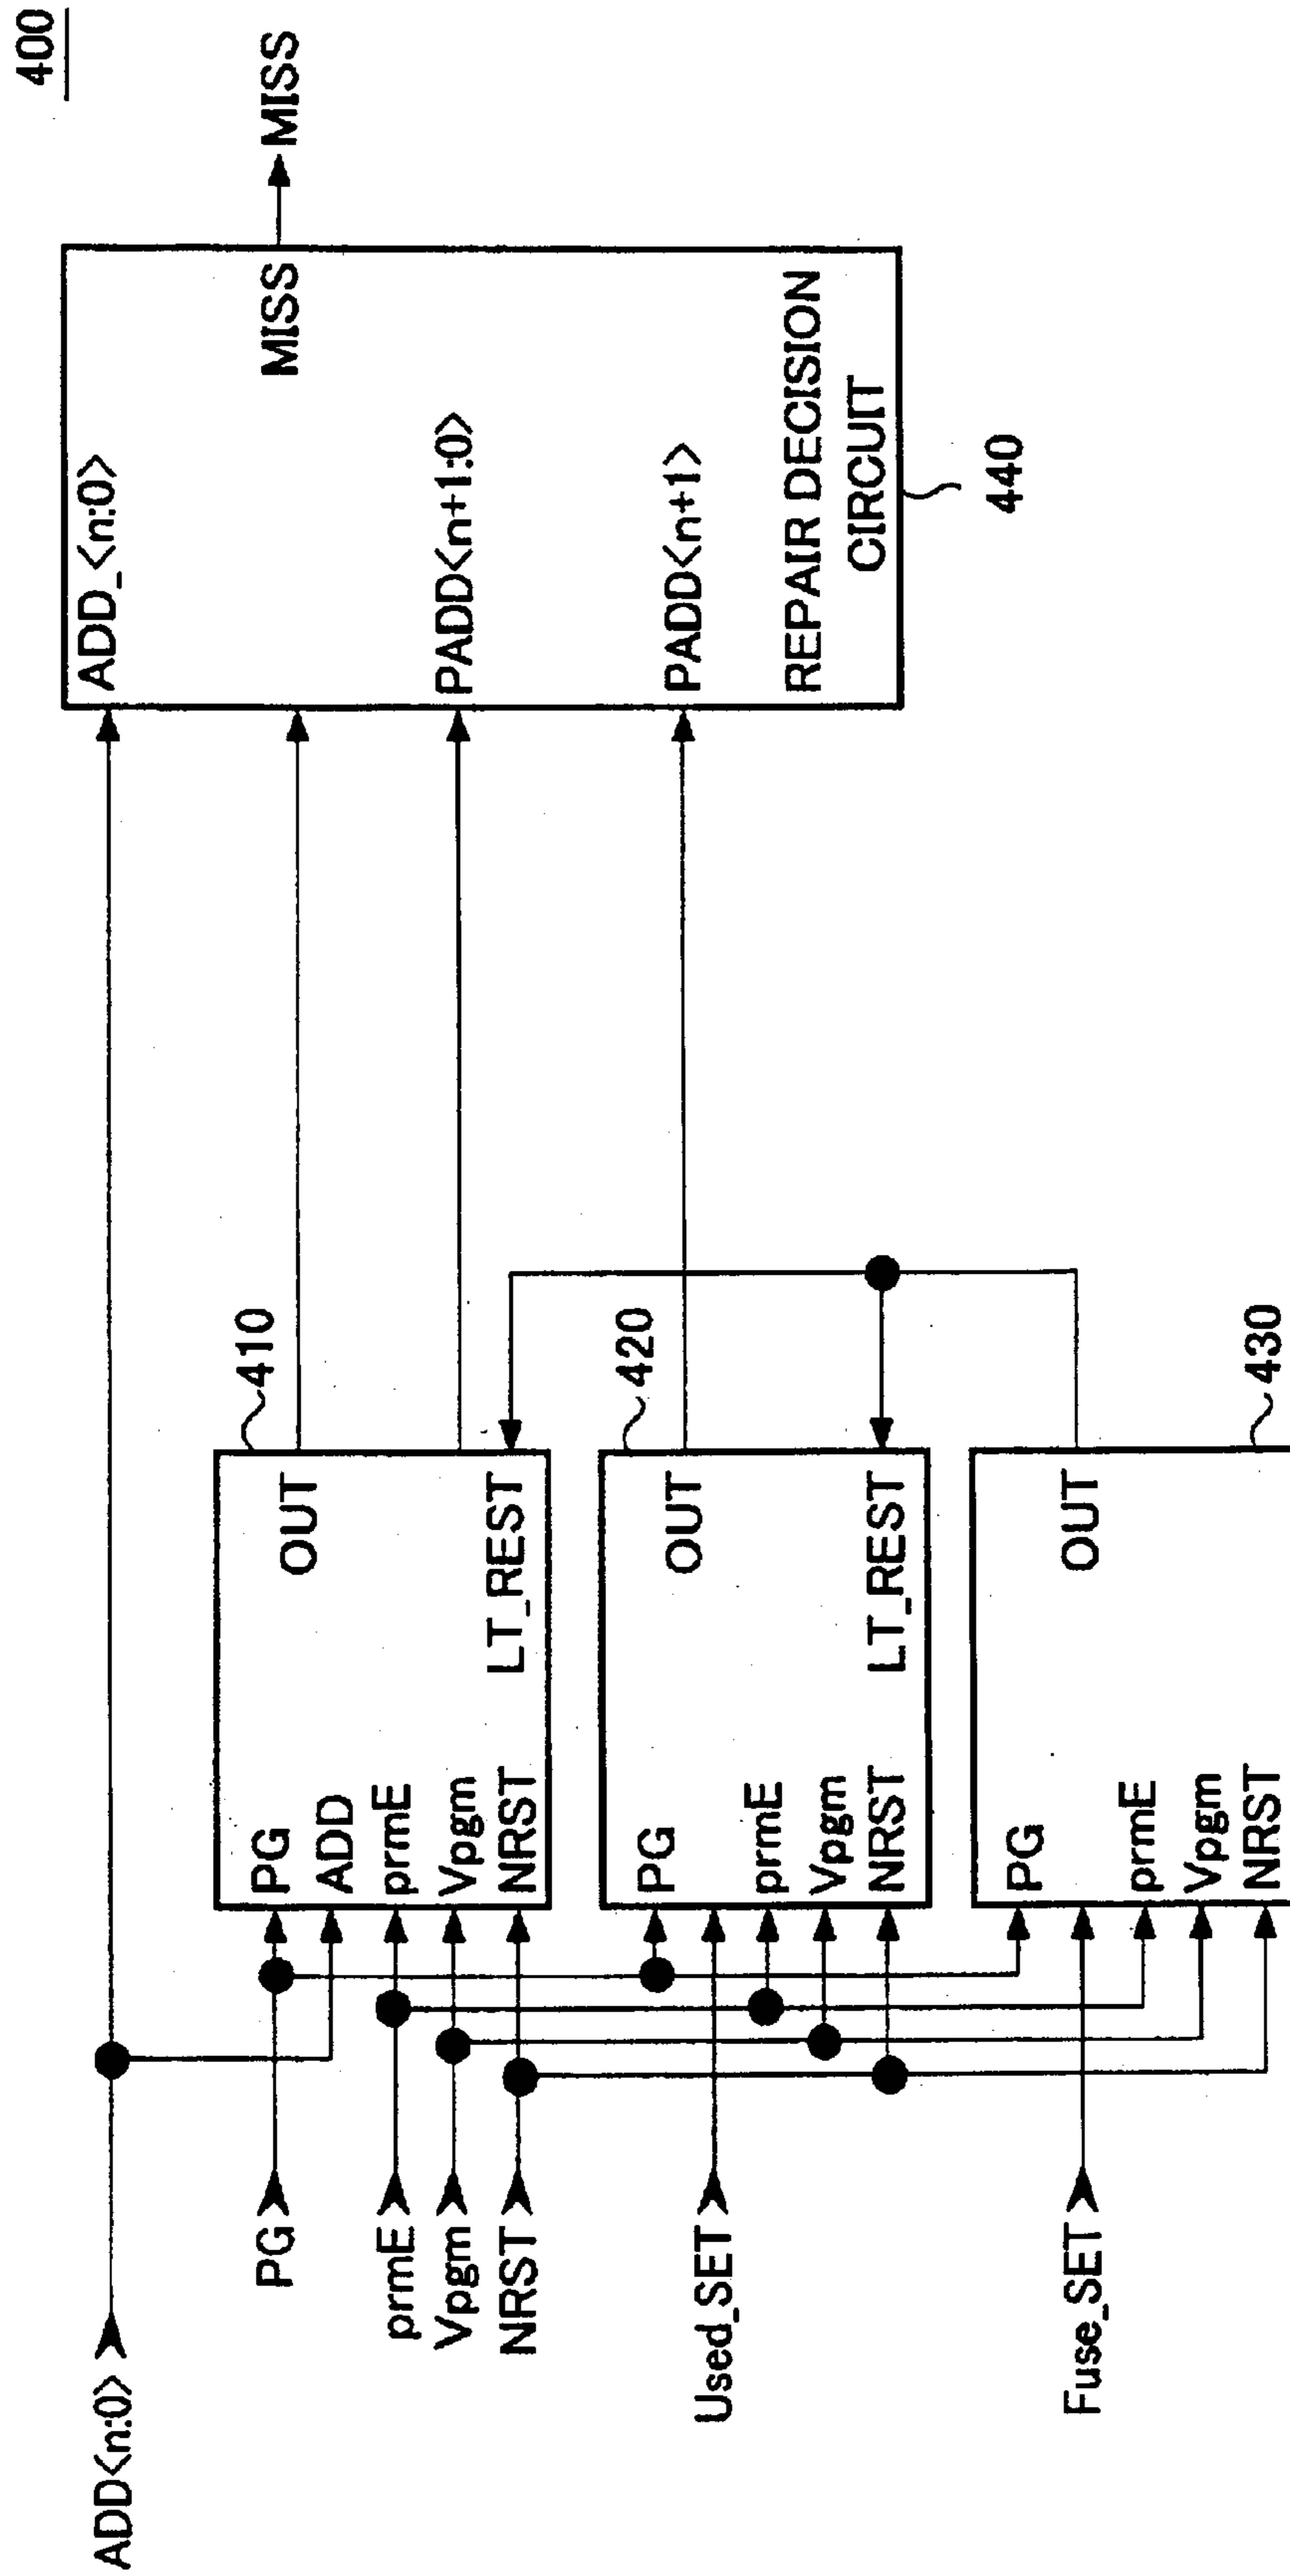 400
ADD<n:0>
PG
prmE
Vpgm
NRST
Used_SET
Fuse_SET
410
PG
ADD
prmE
Vpgm
NRST
OUT
LT_REST
420
PG
prmE
Vpgm
NRST
OUT
LT_REST
430
PG
prmE
Vpgm
NRST
OUT
ADD_<n:0>
PADD<n+1:0>
PADD<n+1>
MISS
REPAIR DECISION
CIRCUIT
440
MISS